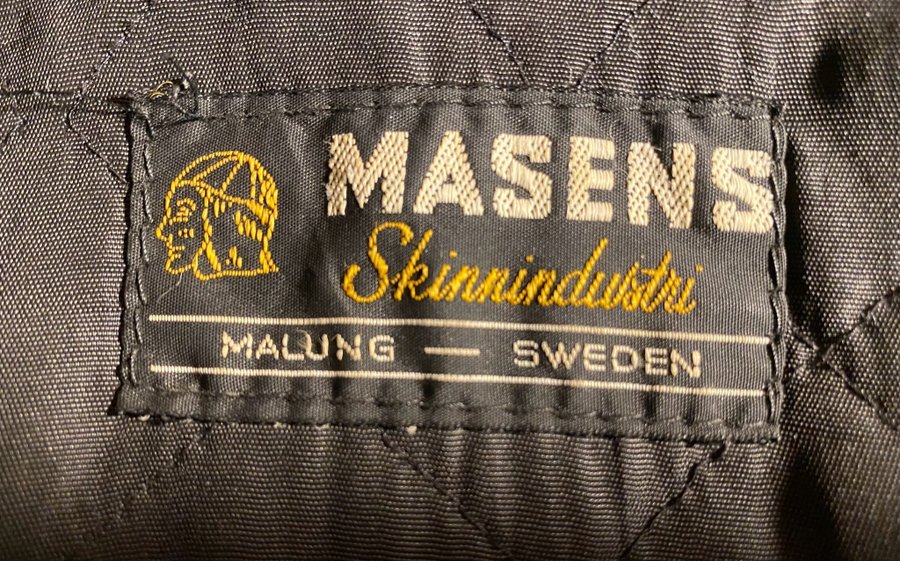 MASENS
Skinnindustri
MALUNG — SWEDEN